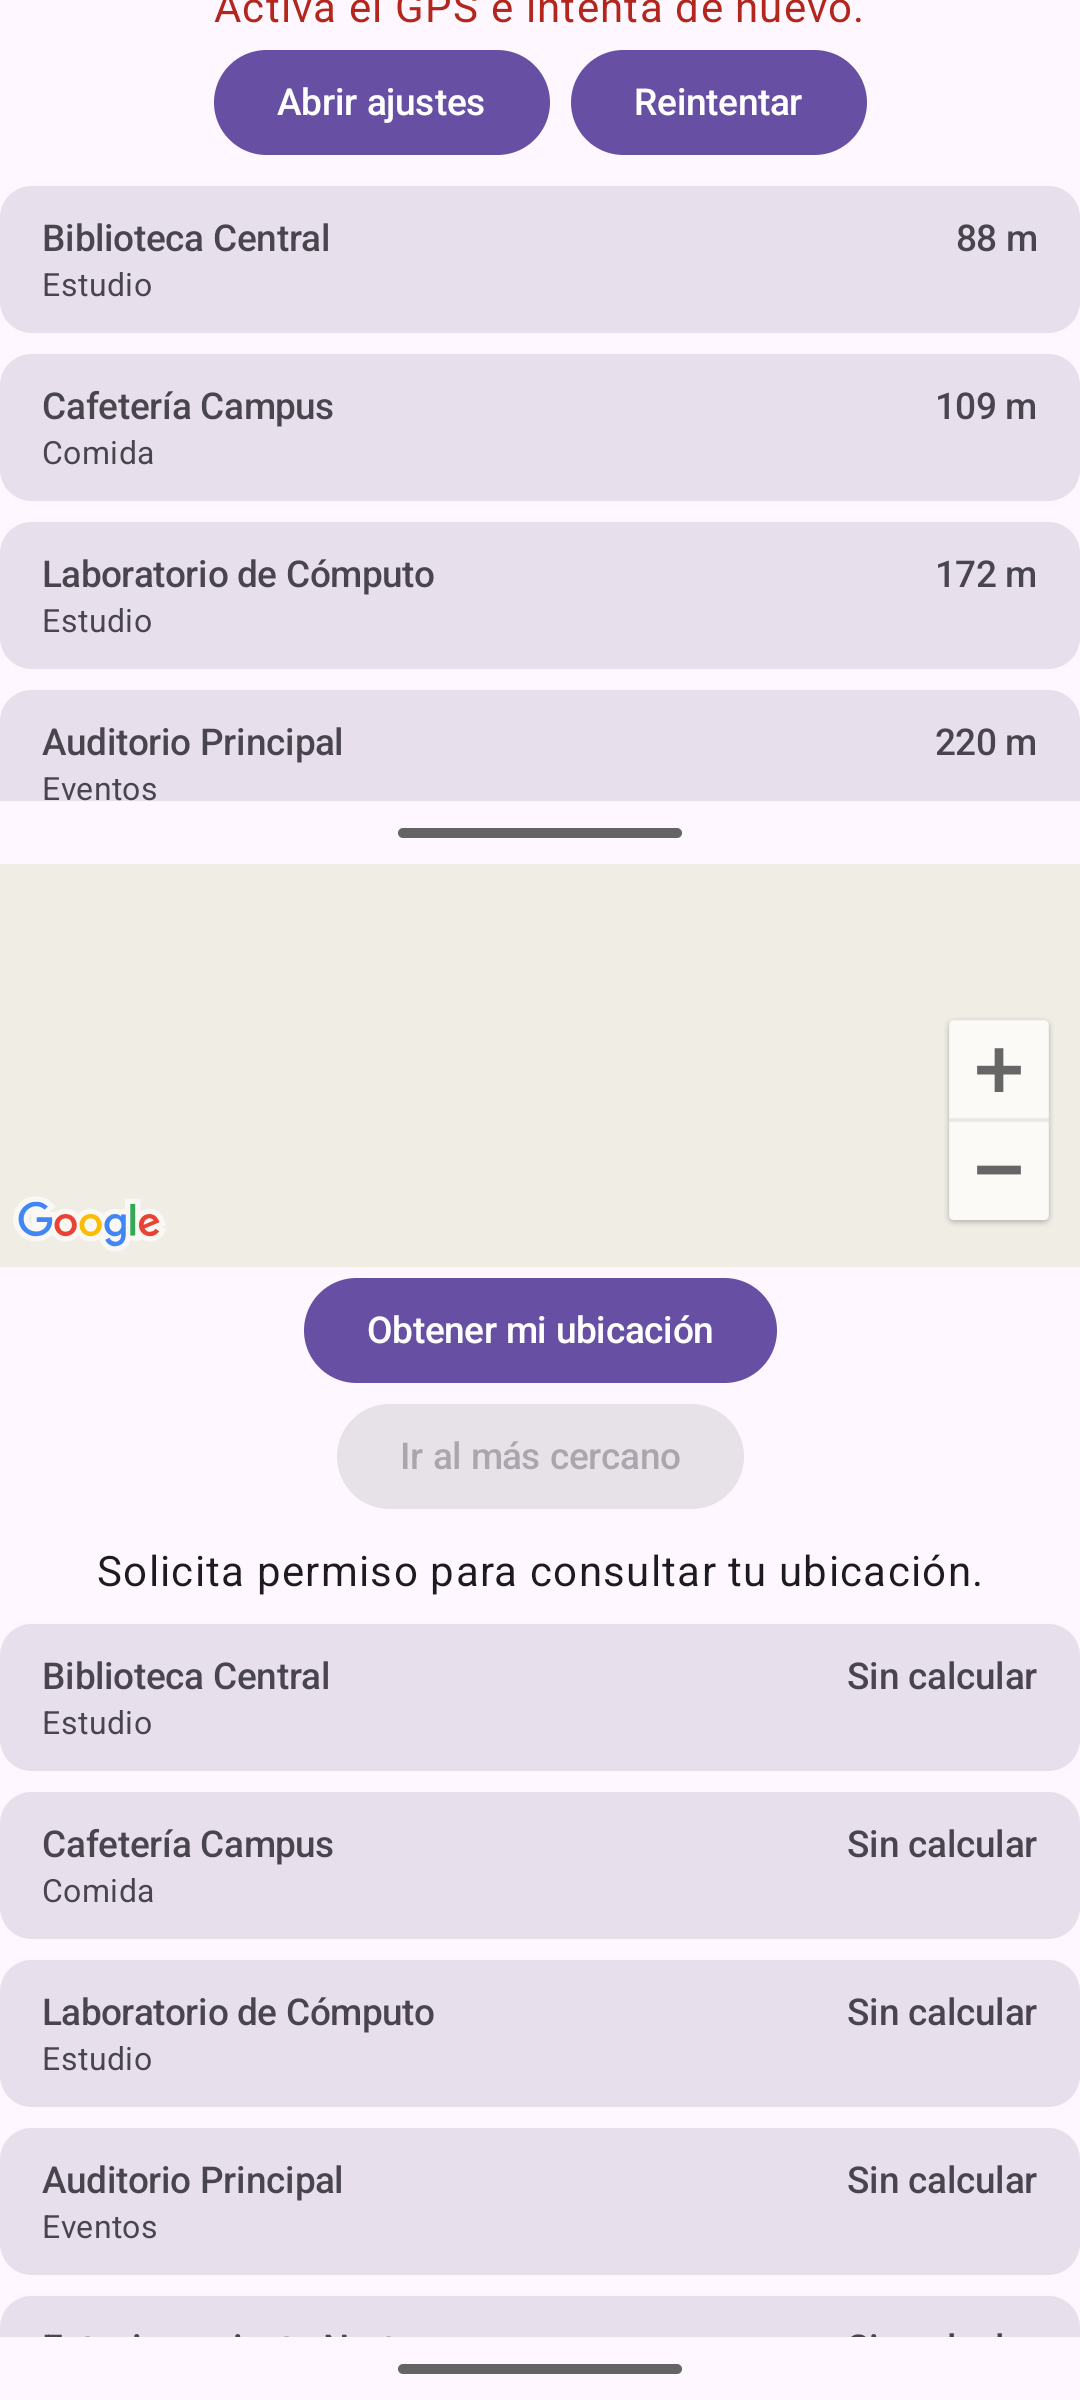 Activa el GPS e intenta de nuevo.
Abrir ajustes
Reintentar
Biblioteca Central
88 m
Estudio
Cafetería Campus
109 m
Comida
Laboratorio de Cómputo
172 m
Estudio
Auditorio Principal
220 m
Eventos
+
−
Google
Obtener mi ubicación
Ir al más cercano
Solicita permiso para consultar tu ubicación.
Biblioteca Central
Sin calcular
Estudio
Cafetería Campus
Sin calcular
Comida
Laboratorio de Cómputo
Sin calcular
Estudio
Auditorio Principal
Sin calcular
Eventos